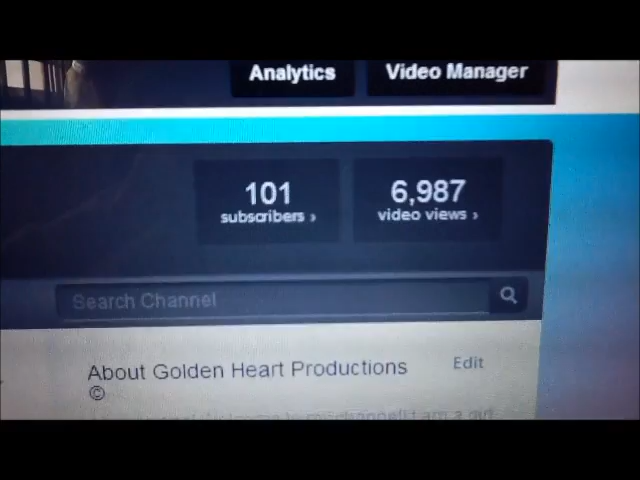 Analytics Video Manager
101 6,987
subscribers › video views ›
Search Channel
About Golden Heart Productions Edit
©